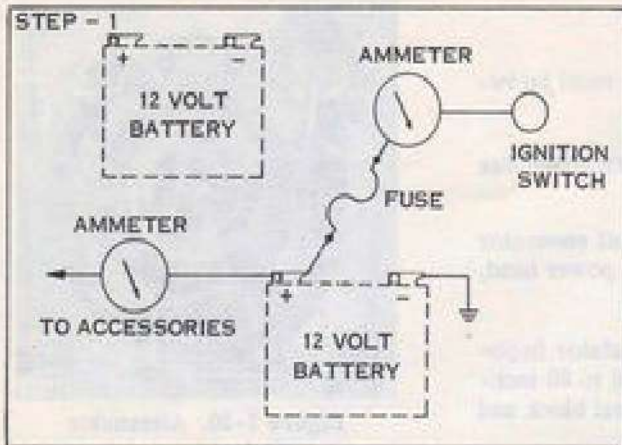 STEP - 1
+ -
12 VOLT
BATTERY
AMMETER
IGNITION
SWITCH
FUSE
AMMETER
TO ACCESSORIES
+ -
12 VOLT
BATTERY